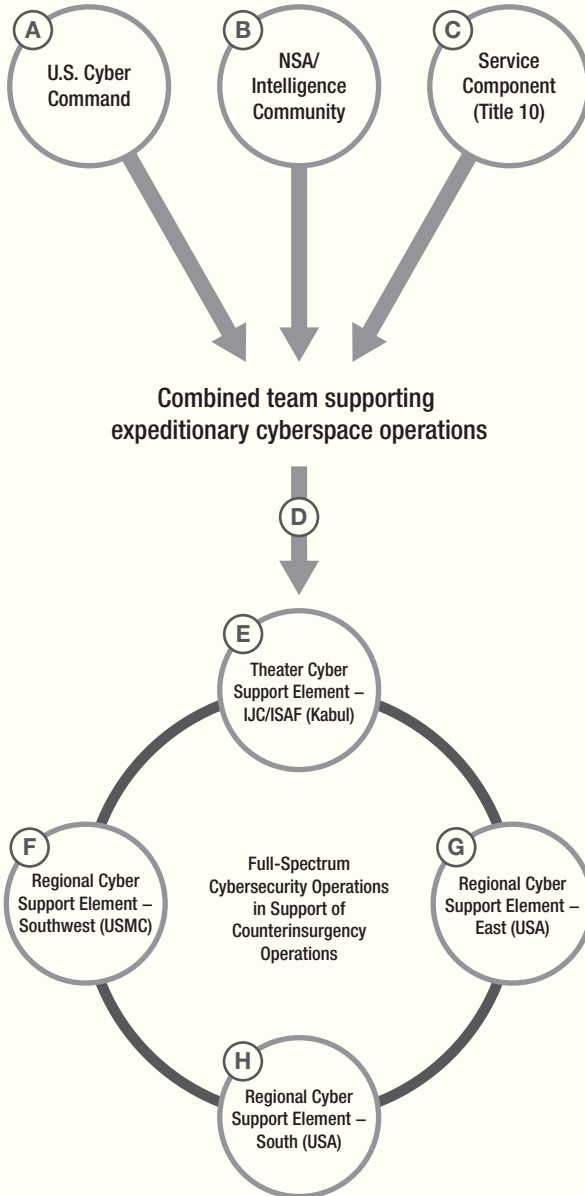 A
U.S. Cyber
Command
B
NSA/
Intelligence
Community
C
Service
Component
(Title 10)
Combined team supporting
expeditionary cyberspace operations
D
E
Theater Cyber
Support Element –
IJC/ISAF (Kabul)
F
Regional Cyber
Support Element –
Southwest (USMC)
Full-Spectrum
Cybersecurity Operations
in Support of
Counterinsurgency
Operations
G
Regional Cyber
Support Element –
East (USA)
H
Regional Cyber
Support Element –
South (USA)